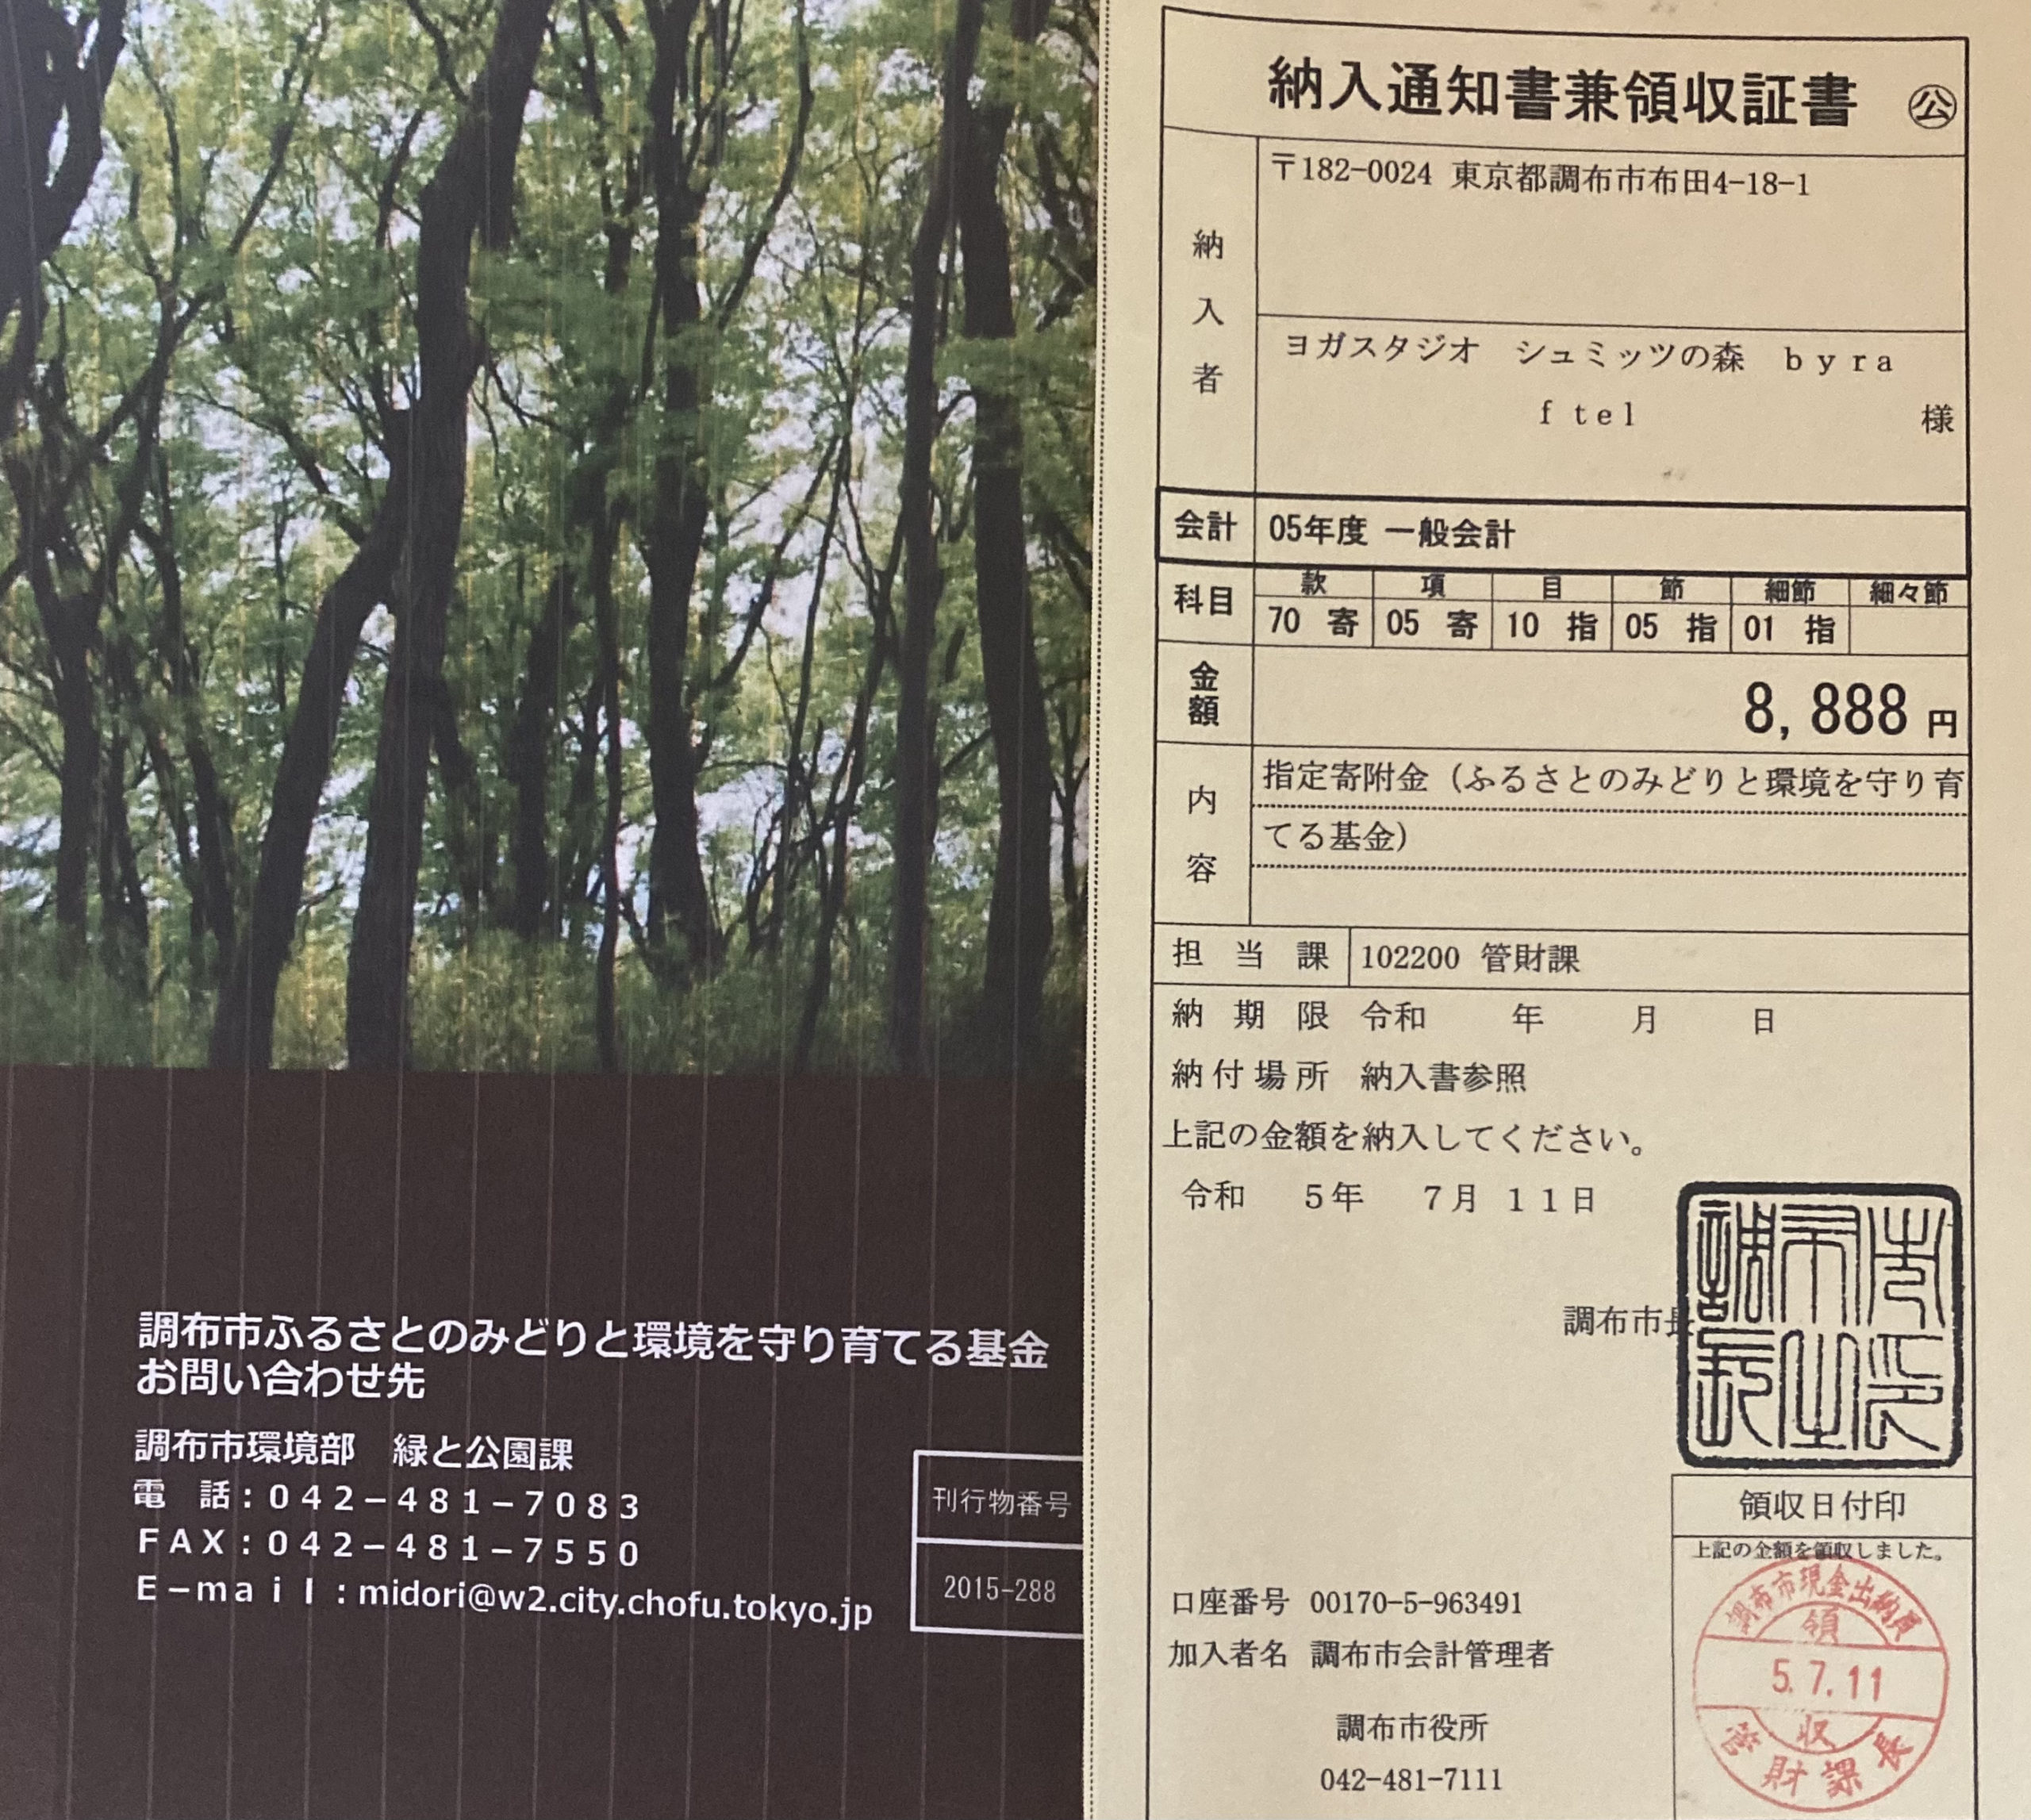 調布市ふるさとのみどりと環境を守り育てる基金
お問い合わせ先
調布市環境部　緑と公園課
電　話：０４２－４８１－７０８３
ＦＡＸ：０４２－４８１－７５５０
Ｅ－ｍａｉｌ：midori@w2.city.chofu.tokyo.jp
刊行物番号
2015-288
納入通知書兼領収証書 ㊡
納入者
〒182-0024 東京都調布市布田4-18-1
ヨガスタジオ　シュミッツの森　ｂｙｒａ
ｆｔｅｌ　様
会計 05年度 一般会計
科目 款 項 目 節 細節 細々節
70 寄 05 寄 10 指 05 指 01 指
金額 8,888 円
内容
指定寄附金（ふるさとのみどりと環境を守り育
てる基金）
担当課 102200 管財課
納期限 令和　年　月　日
納付場所 納入書参照
上記の金額を納入してください。
令和　5年　7月 11日
調布市長
調布市長之印
領収日付印
上記の金額を領収しました。
調布市現金出納員
領
5.7.11
収
管財課長
口座番号 00170-5-963491
加入者名 調布市会計管理者
調布市役所
042-481-7111